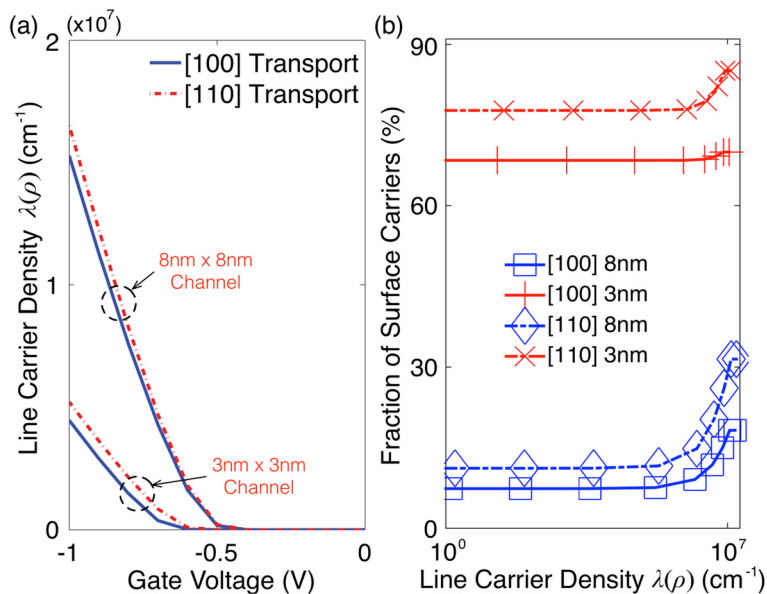 (a)
(x10⁷)
2
1
0
Line Carrier Density λ(ρ) (cm⁻¹)
[100] Transport
[110] Transport
8nm x 8nm
Channel
3nm x 3nm
Channel
-1
-0.5
0
Gate Voltage (V)
(b)
90
60
30
0
Fraction of Surface Carriers (%)
[100] 8nm
[100] 3nm
[110] 8nm
[110] 3nm
10⁰
10⁷
Line Carrier Density λ(ρ) (cm⁻¹)